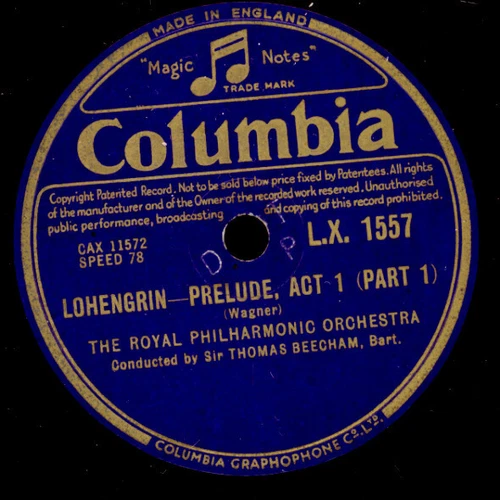 MADE IN ENGLAND
"Magic Notes"
TRADE MARK
Columbia
Copyright Patented Record. Not to be sold below price fixed by Patentees. All rights
of the manufacturer and of the Owner of the recorded work reserved. Unauthorised
public performance, broadcasting and copying of this record prohibited.
CAX 11572
SPEED 78
L.X. 1557
D P
LOHENGRIN—PRELUDE, ACT 1 (PART 1)
(Wagner)
THE ROYAL PHILHARMONIC ORCHESTRA
Conducted by Sir THOMAS BEECHAM, Bart.
COLUMBIA GRAPHOPHONE CO. LTD.